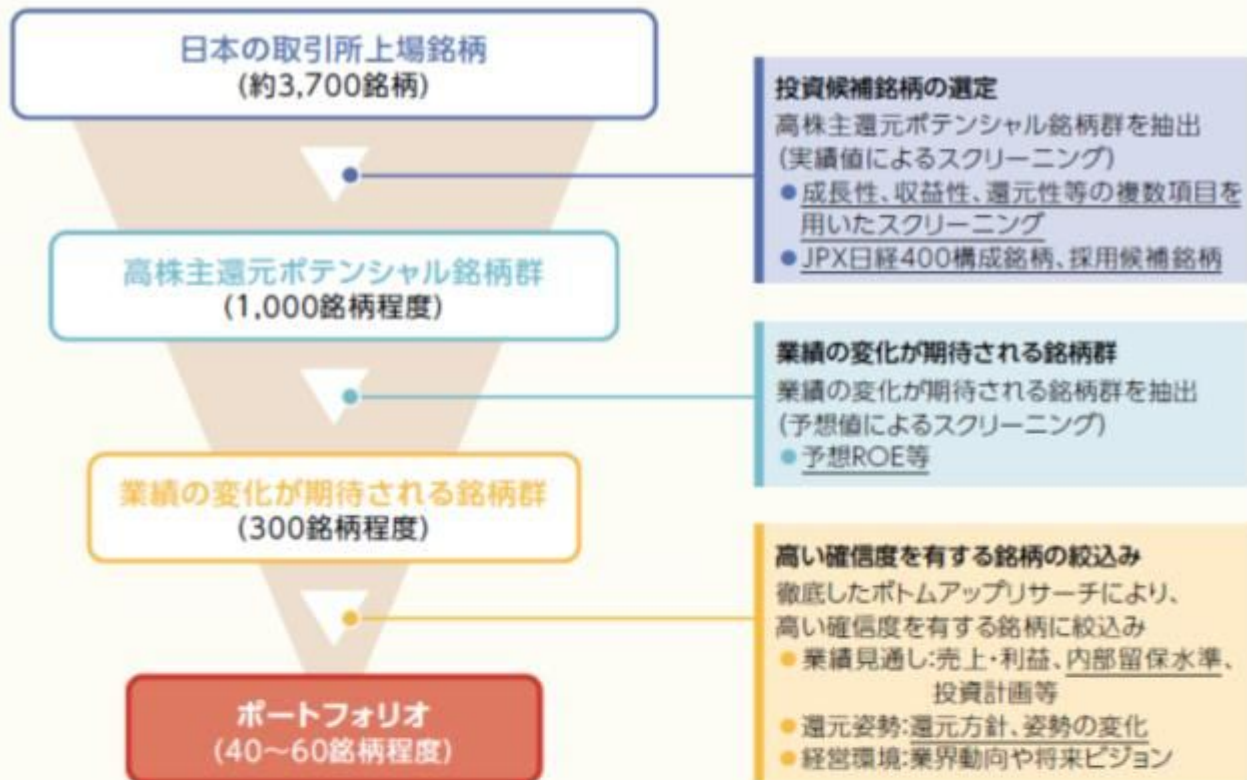 日本の取引所上場銘柄
(約3,700銘柄)
投資候補銘柄の選定
高株主還元ポテンシャル銘柄群を抽出
(実績値によるスクリーニング)
●成長性、収益性、還元性等の複数項目を
用いたスクリーニング
●JPX日経400構成銘柄、採用候補銘柄
高株主還元ポテンシャル銘柄群
(1,000銘柄程度)
業績の変化が期待される銘柄群
業績の変化が期待される銘柄群を抽出
(予想値によるスクリーニング)
●予想ROE等
業績の変化が期待される銘柄群
(300銘柄程度)
高い確信度を有する銘柄の絞込み
徹底したボトムアップリサーチにより、
高い確信度を有する銘柄に絞込み
●業績見通し:売上・利益、内部留保水準、
投資計画等
●還元姿勢:還元方針、姿勢の変化
●経営環境:業界動向や将来ビジョン
ポートフォリオ
(40～60銘柄程度)